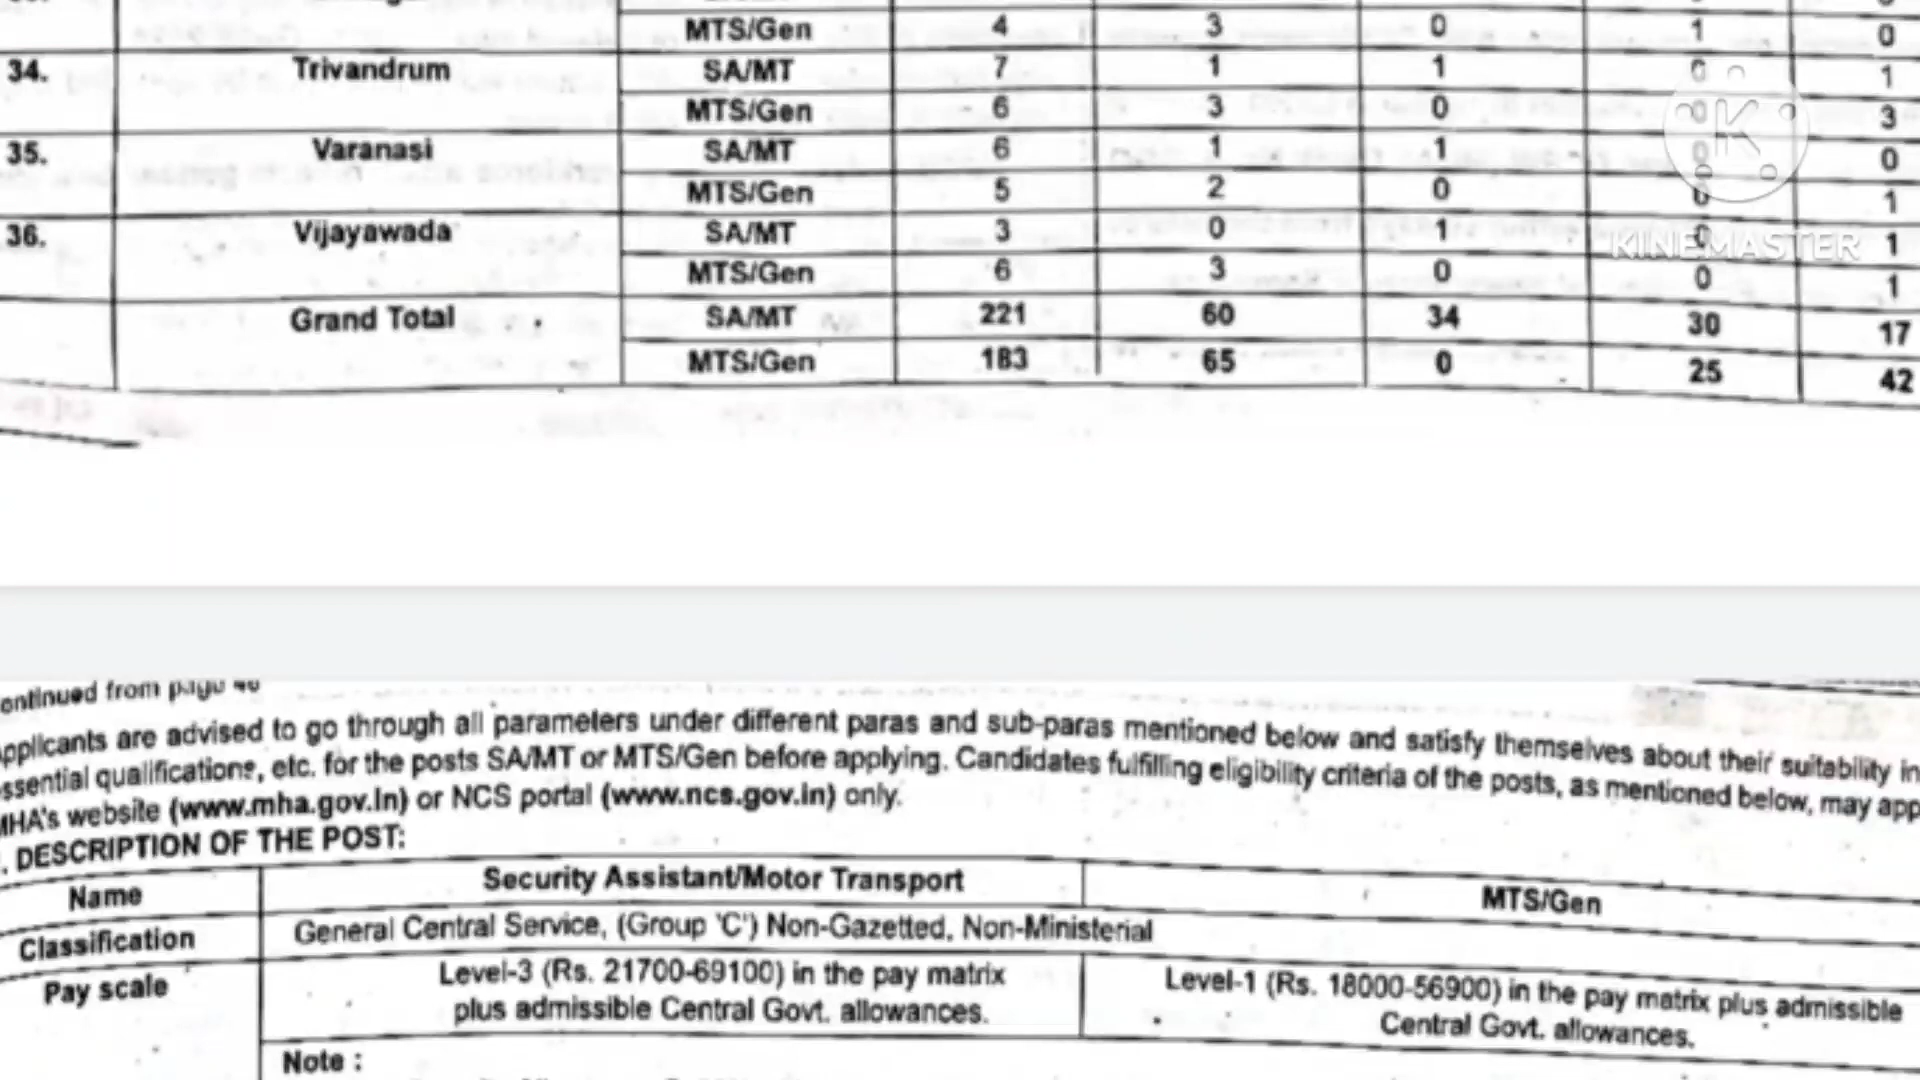 MTS/Gen 4 3 0 1 0
34. Trivandrum SA/MT 7 1 1 0 1
MTS/Gen 6 3 0 0 3
35. Varanasi SA/MT 6 1 1 0 0
MTS/Gen 5 2 0 0 1
36. Vijayawada SA/MT 3 0 1 0 1
MTS/Gen 6 3 0 0 1
Grand Total SA/MT 221 60 34 30 17
MTS/Gen 183 65 0 25 42
KINEMASTER
ontinued from page
pplicants are advised to go through all parameters under different paras and sub-paras mentioned below and satisfy themselves about their suitability in
ssential qualifications, etc. for the posts SA/MT or MTS/Gen before applying. Candidates fulfilling eligibility criteria of the posts, as mentioned below, may app
MHA's website (www.mha.gov.in) or NCS portal (www.ncs.gov.in) only.
. DESCRIPTION OF THE POST:
Name Security Assistant/Motor Transport MTS/Gen
Classification General Central Service, (Group 'C') Non-Gazetted, Non-Ministerial
Pay scale Level-3 (Rs. 21700-69100) in the pay matrix Level-1 (Rs. 18000-56900) in the pay matrix plus admissible
plus admissible Central Govt. allowances. Central Govt. allowances.
Note :